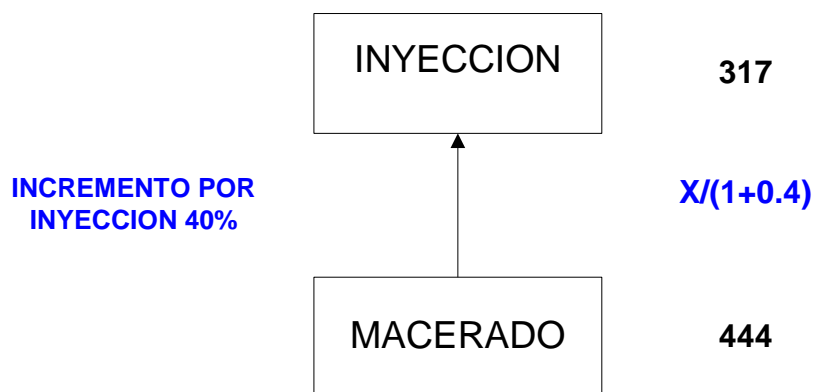 INYECCION
317
INCREMENTO POR
INYECCION 40%
X/(1+0.4)
MACERADO
444